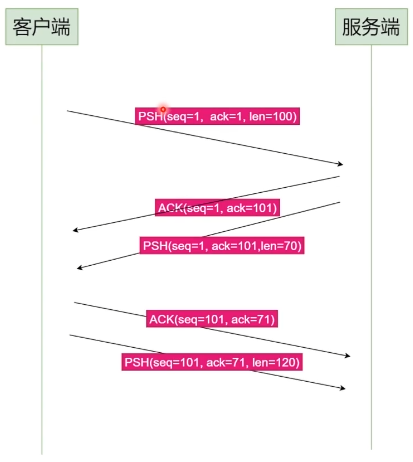 客户端
服务端
PSH(seq=1, ack=1, len=100)
ACK(seq=1, ack=101)
PSH(seq=1, ack=101,len=70)
ACK(seq=101, ack=71)
PSH(seq=101, ack=71, len=120)